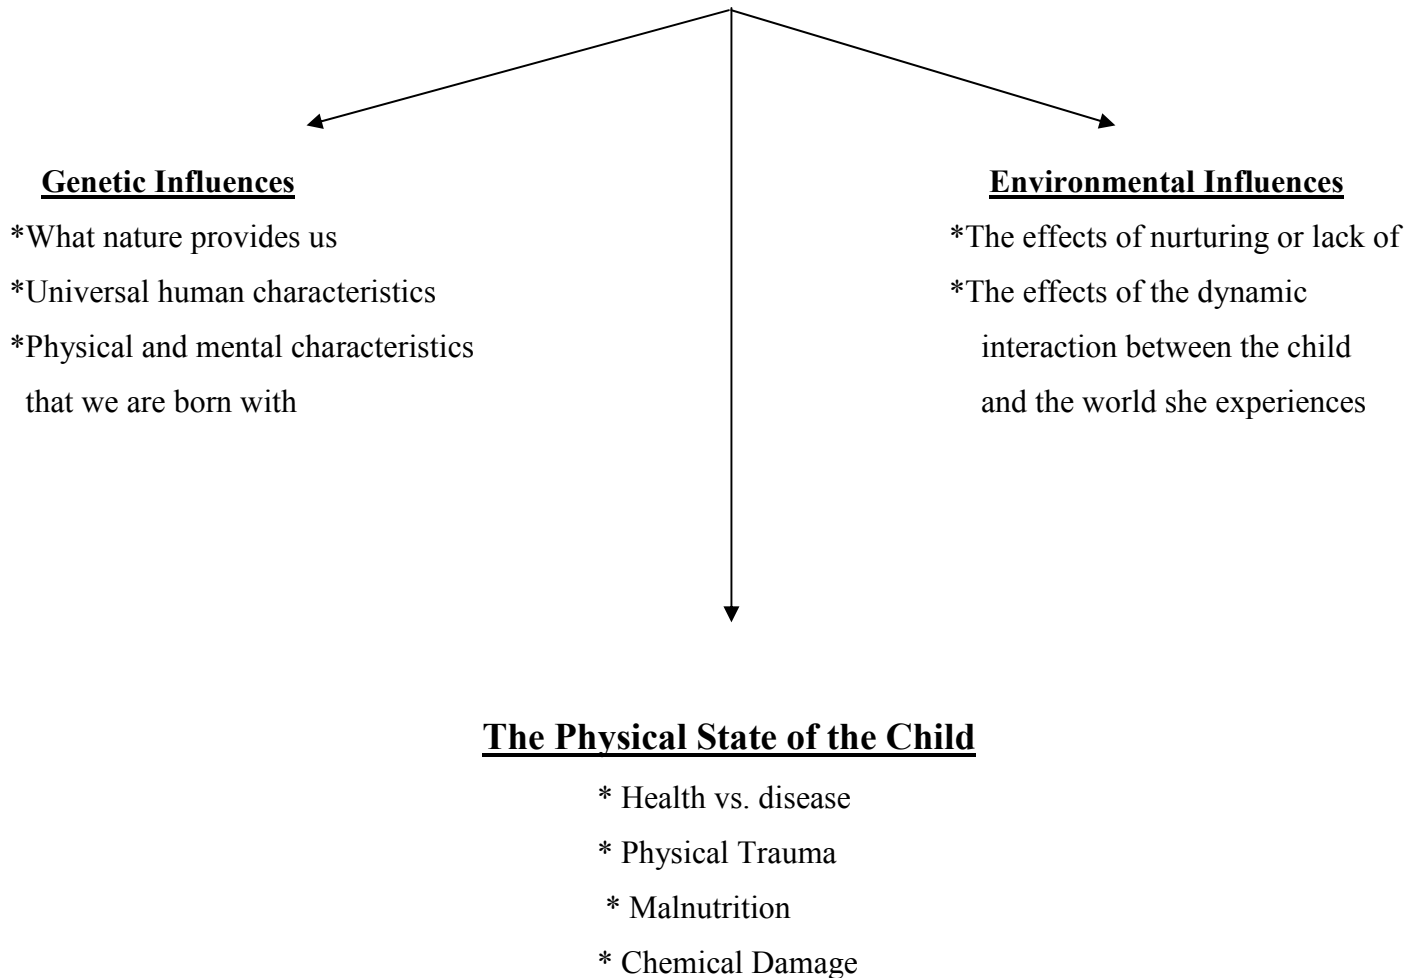 Genetic Influences
*What nature provides us
*Universal human characteristics
*Physical and mental characteristics
that we are born with
Environmental Influences
*The effects of nurturing or lack of
*The effects of the dynamic
interaction between the child
and the world she experiences
The Physical State of the Child
* Health vs. disease
* Physical Trauma
* Malnutrition
* Chemical Damage